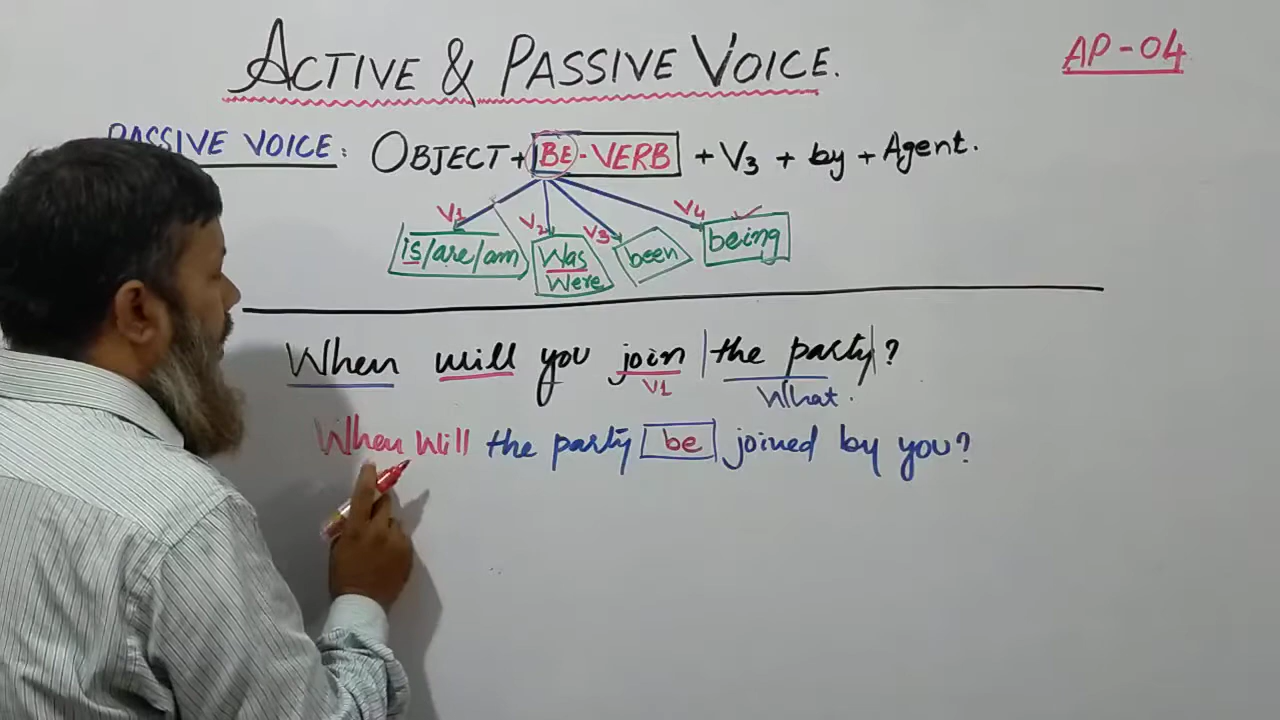 ACTIVE & PASSIVE VOICE.
AP-04
PASSIVE VOICE: OBJECT + BE-VERB + V3 + by + Agent.
V1 V2 V3 V4
is/are/am Was Were been being
When will you join the party?
V1 What.
When Will the party be joined by you?